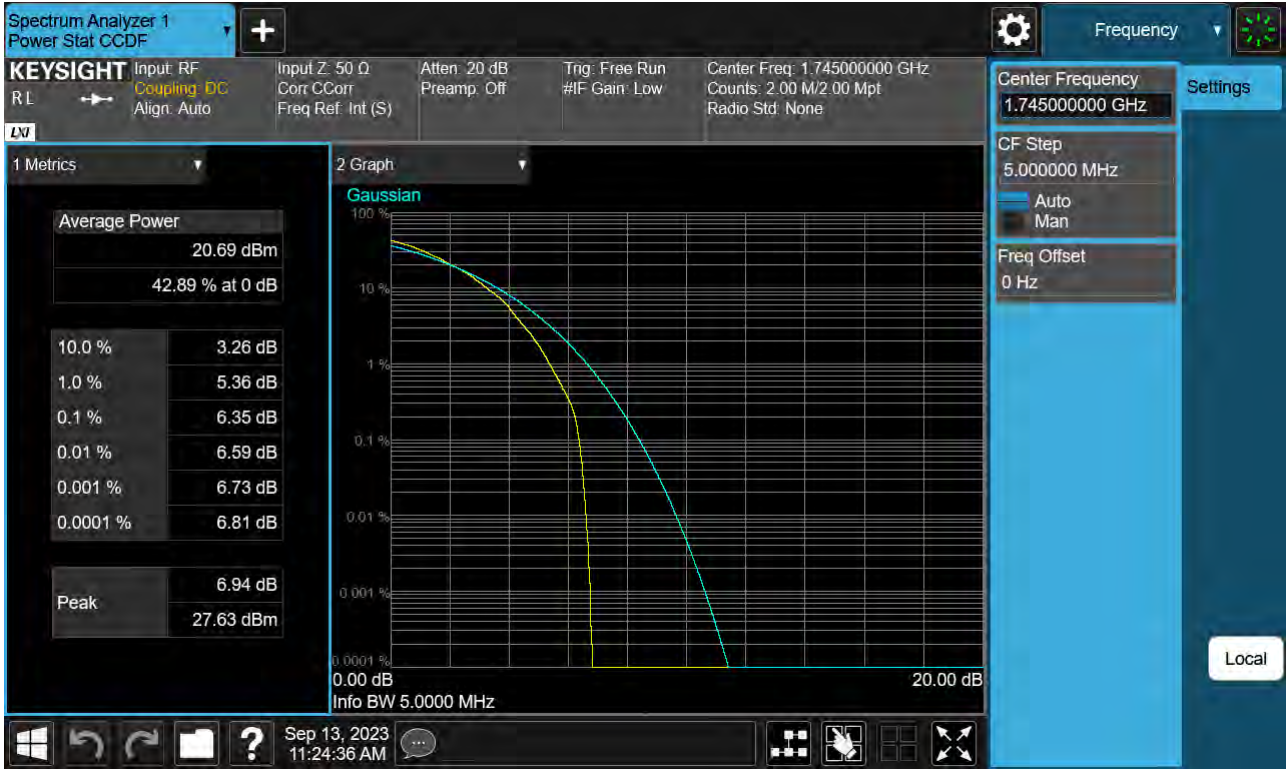 Spectrum Analyzer 1
Power Stat CCDF
+
Frequency
KEYSIGHT
R L
LXI
Input: RF
Coupling: DC
Align: Auto
Input Z: 50 Ω
Corr CCorr
Freq Ref: Int (S)
Atten: 20 dB
Preamp: Off
Trig: Free Run
#IF Gain: Low
Center Freq: 1.745000000 GHz
Counts: 2.00 M/2.00 Mpt
Radio Std: None
Center Frequency
1.745000000 GHz
Settings
CF Step
5.000000 MHz
Auto
Man
Freq Offset
0 Hz
Local
1 Metrics
Average Power
20.69 dBm
42.89 % at 0 dB
10.0 % 3.26 dB
1.0 % 5.36 dB
0.1 % 6.35 dB
0.01 % 6.59 dB
0.001 % 6.73 dB
0.0001 % 6.81 dB
Peak
6.94 dB
27.63 dBm
2 Graph
Gaussian
100 %
10 %
1 %
0.1 %
0.01 %
0.001 %
0.0001 %
0.00 dB 20.00 dB
Info BW 5.0000 MHz
?
Sep 13, 2023
11:24:36 AM